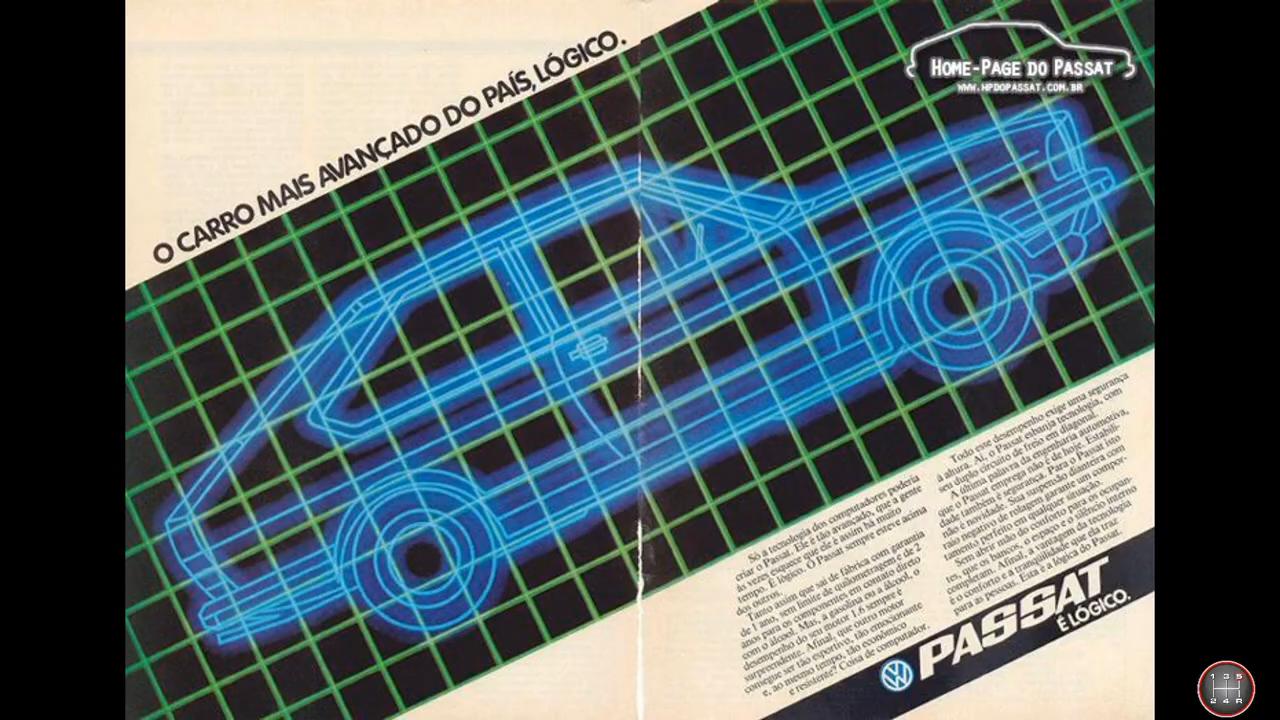 O CARRO MAIS AVANÇADO DO PAÍS, LÓGICO.
HOME-PAGE DO PASSAT
WWW.HPDOPASSAT.COM.BR
Só a tecnologia dos computadores poderia
criar o Passat. Ele é tão avançado, que a gente
às vezes esquece que ele é assim há muito
tempo. É lógico. O Passat sempre esteve acima
dos outros.
Tanto assim que sai de fábrica com garantia
de 1 ano, sem limite de quilometragem e de 2
anos para os componentes em contato direto
com o álcool. Mas, a gasolina ou a álcool, o
desempenho do seu motor 1.6 sempre é
surpreendente. Afinal, que outro motor
consegue ser tão esportivo, tão emocionante
e, ao mesmo tempo, tão econômico
e resistente? Coisa de computador.
Todo esse desempenho exige uma segurança
à altura. Aí, o Passat esbanja tecnologia, com
seu duplo circuito de freio em diagonal.
A última palavra da engenharia automotiva,
que o Passat emprega não é de hoje. Estabili-
dade também é segurança. Para o Passat isto
não é novidade. Sua suspensão dianteira com
raio negativo de rolagem garante um compor-
tamento perfeito em qualquer situação.
Sem abrir mão do conforto para os ocupan-
tes, que os bancos, o espaço e o silêncio interno
completam. Afinal, a vantagem da tecnologia
é o conforto e a tranqüilidade que ela traz
para as pessoas. Esta é a lógica do Passat.
PASSAT
É LÓGICO.
1 3 5
2 4 R